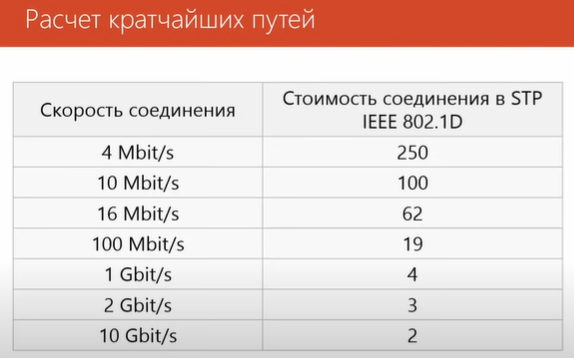 Расчет кратчайших путей
Скорость соединения
Стоимость соединения в STP
IEEE 802.1D
4 Mbit/s 250
10 Mbit/s 100
16 Mbit/s 62
100 Mbit/s 19
1 Gbit/s 4
2 Gbit/s 3
10 Gbit/s 2